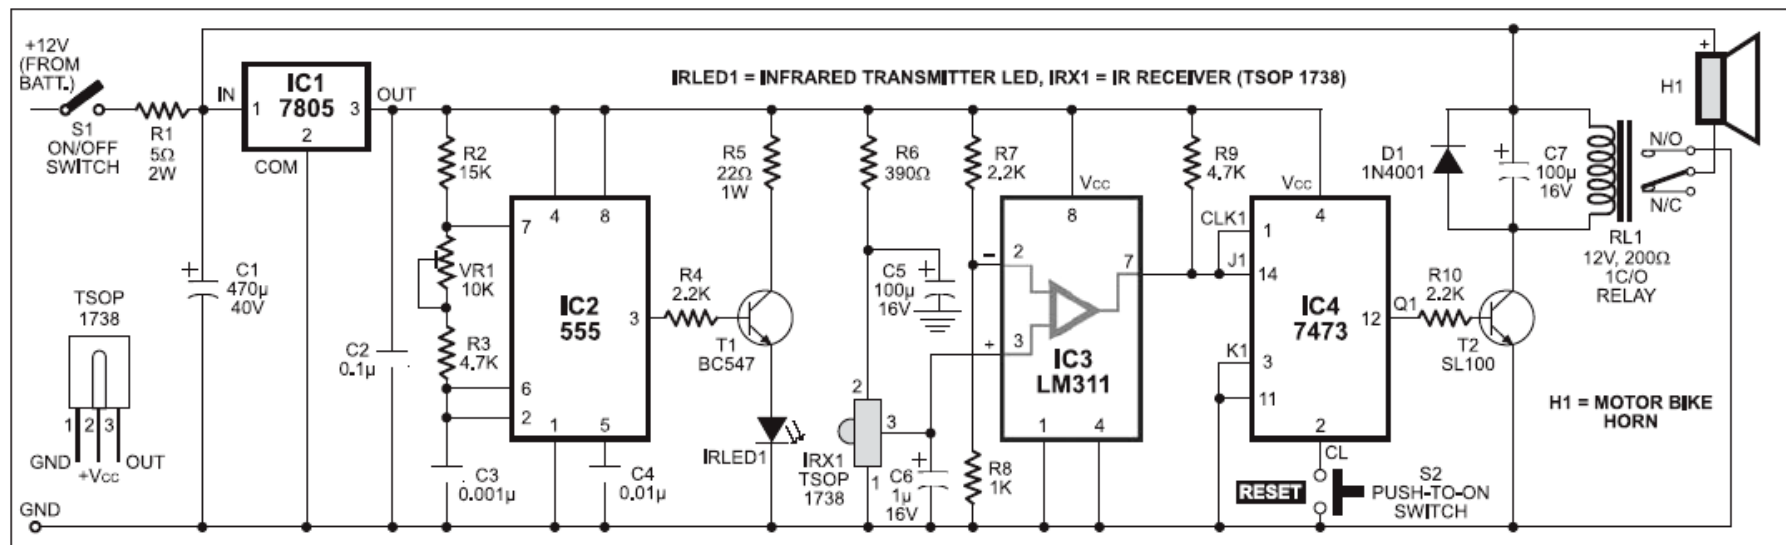 +12V
(FROM
BATT.)
S1
ON/OFF
SWITCH
R1
5Ω
2W
IN
1
IC1
7805
3
OUT
2
COM
C1
470µ
40V
TSOP
1738
1
2
3
GND
+Vcc
OUT
GND
C2
0.1µ
IRLED1 = INFRARED TRANSMITTER LED, IRX1 = IR RECEIVER (TSOP 1738)
R2
15K
VR1
10K
R3
4.7K
C3
0.001µ
4
8
7
IC2
555
3
6
2
1
5
C4
0.01µ
R4
2.2K
R5
22Ω
1W
T1
BC547
IRLED1
R6
390Ω
C5
100µ
16V
2
3
1
IRX1
TSOP
1738
C6
1µ
16V
R7
2.2K
R8
1K
Vcc
8
–
2
7
+
3
IC3
LM311
1
4
R9
4.7K
Vcc
4
CLK1
1
J1
14
IC4
7473
12
Q1
K1
3
11
2
CL
RESET
S2
PUSH-TO-ON
SWITCH
R10
2.2K
T2
SL100
D1
1N4001
C7
100µ
16V
RL1
12V, 200Ω
1C/O
RELAY
N/O
N/C
+
H1
H1 = MOTOR BIKE
HORN